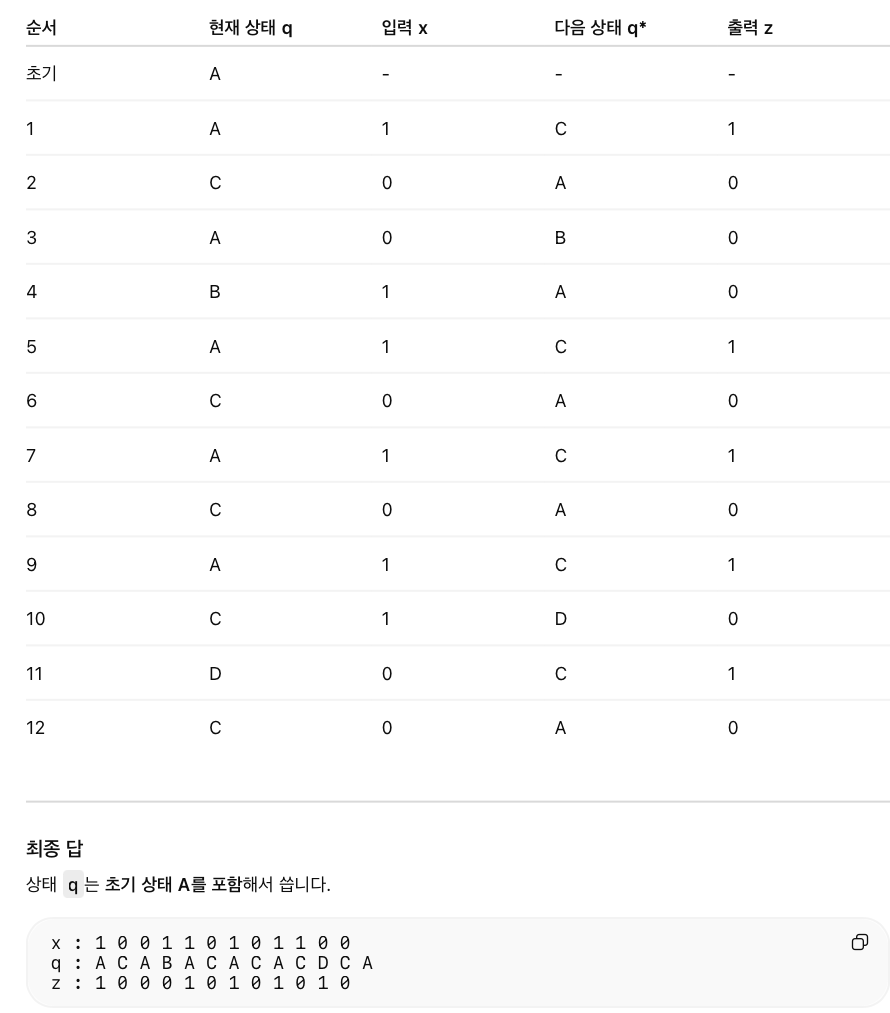 순서 현재 상태 q 입력 x 다음 상태 q* 출력 z
초기 A - - -
1 A 1 C 1
2 C 0 A 0
3 A 0 B 0
4 B 1 A 0
5 A 1 C 1
6 C 0 A 0
7 A 1 C 1
8 C 0 A 0
9 A 1 C 1
10 C 1 D 0
11 D 0 C 1
12 C 0 A 0
최종 답
상태 q 는 초기 상태 A를 포함해서 씁니다.
x : 1 0 0 1 1 0 1 0 1 1 0 0
q : A C A B A C A C A C D C A
z : 1 0 0 0 1 0 1 0 1 0 1 0